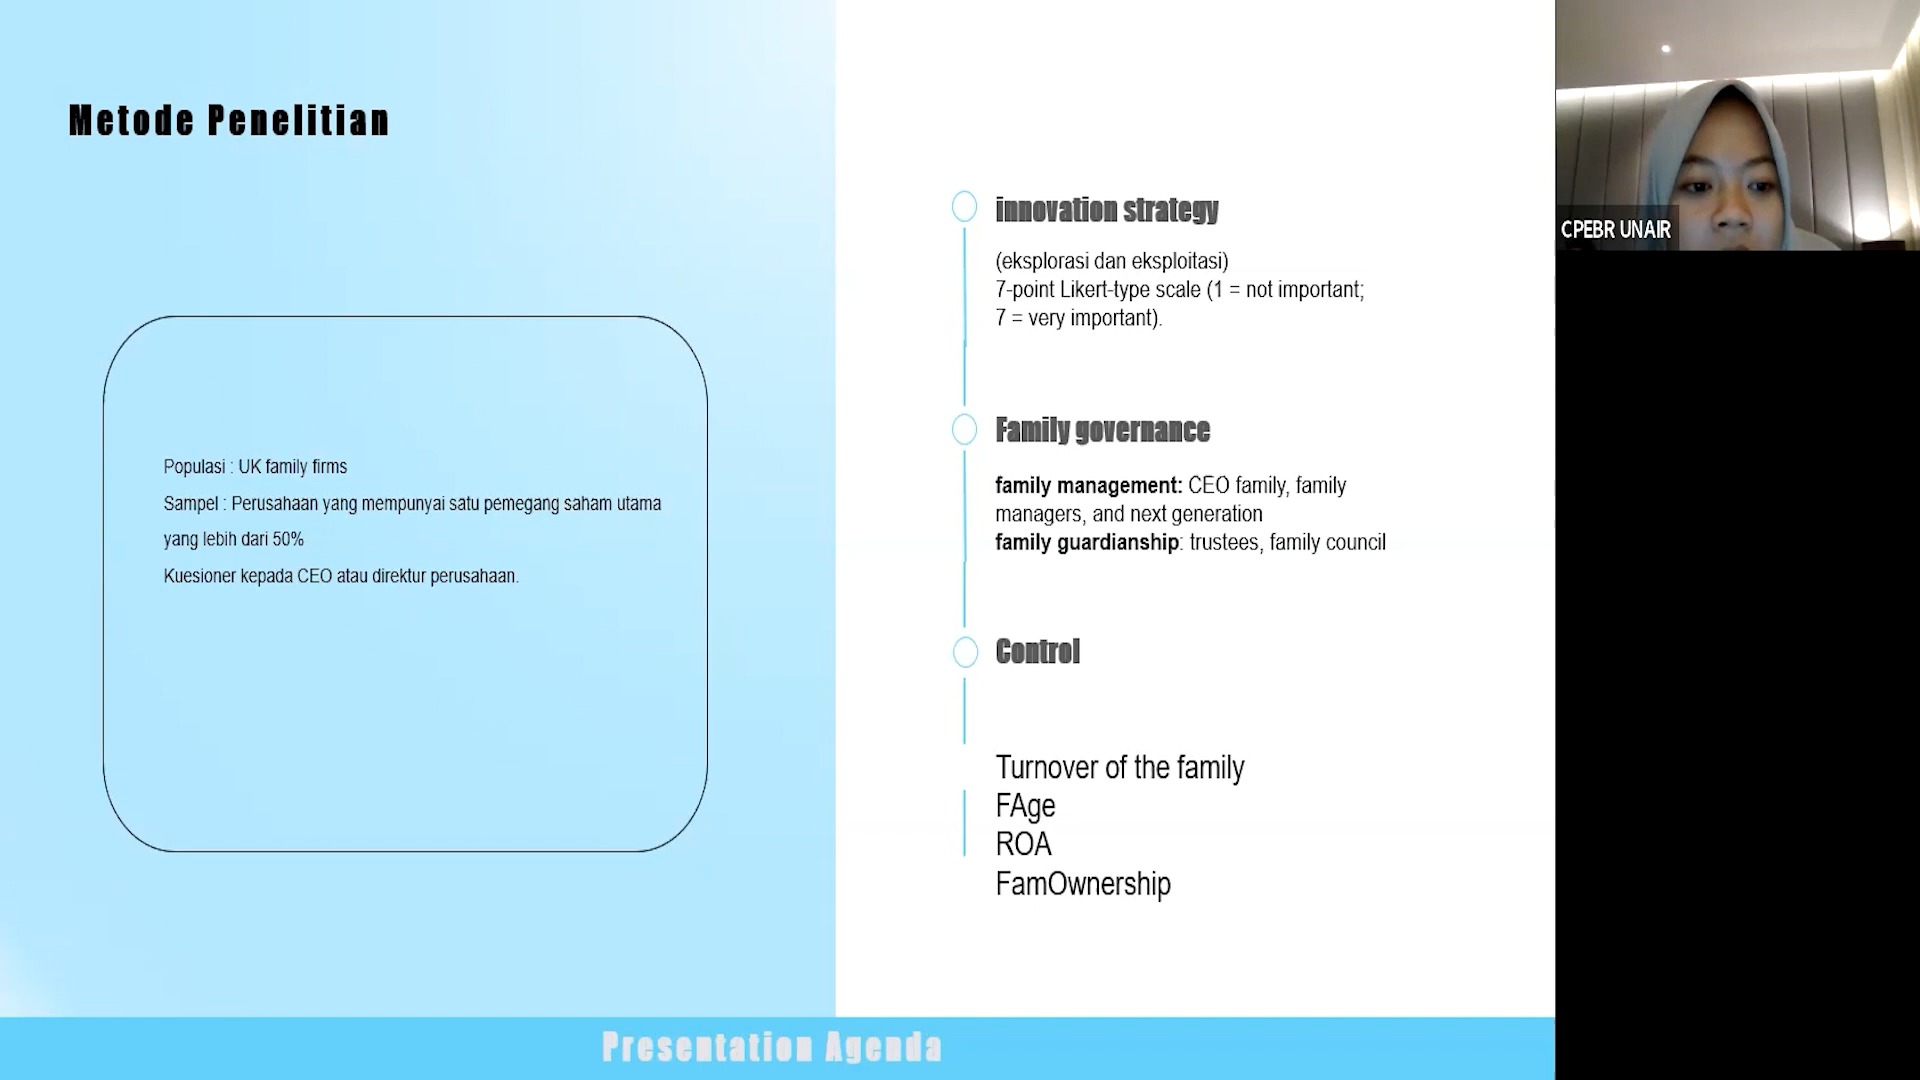 Metode Penelitian
Populasi : UK family firms
Sampel : Perusahaan yang mempunyai satu pemegang saham utama
yang lebih dari 50%
Kuesioner kepada CEO atau direktur perusahaan.
innovation strategy
(eksplorasi dan eksploitasi)
7-point Likert-type scale (1 = not important;
7 = very important).
Family governance
family management: CEO family, family
managers, and next generation
family guardianship: trustees, family council
Control
Turnover of the family
FAge
ROA
FamOwnership
Presentation Agenda
CPEBR UNAIR